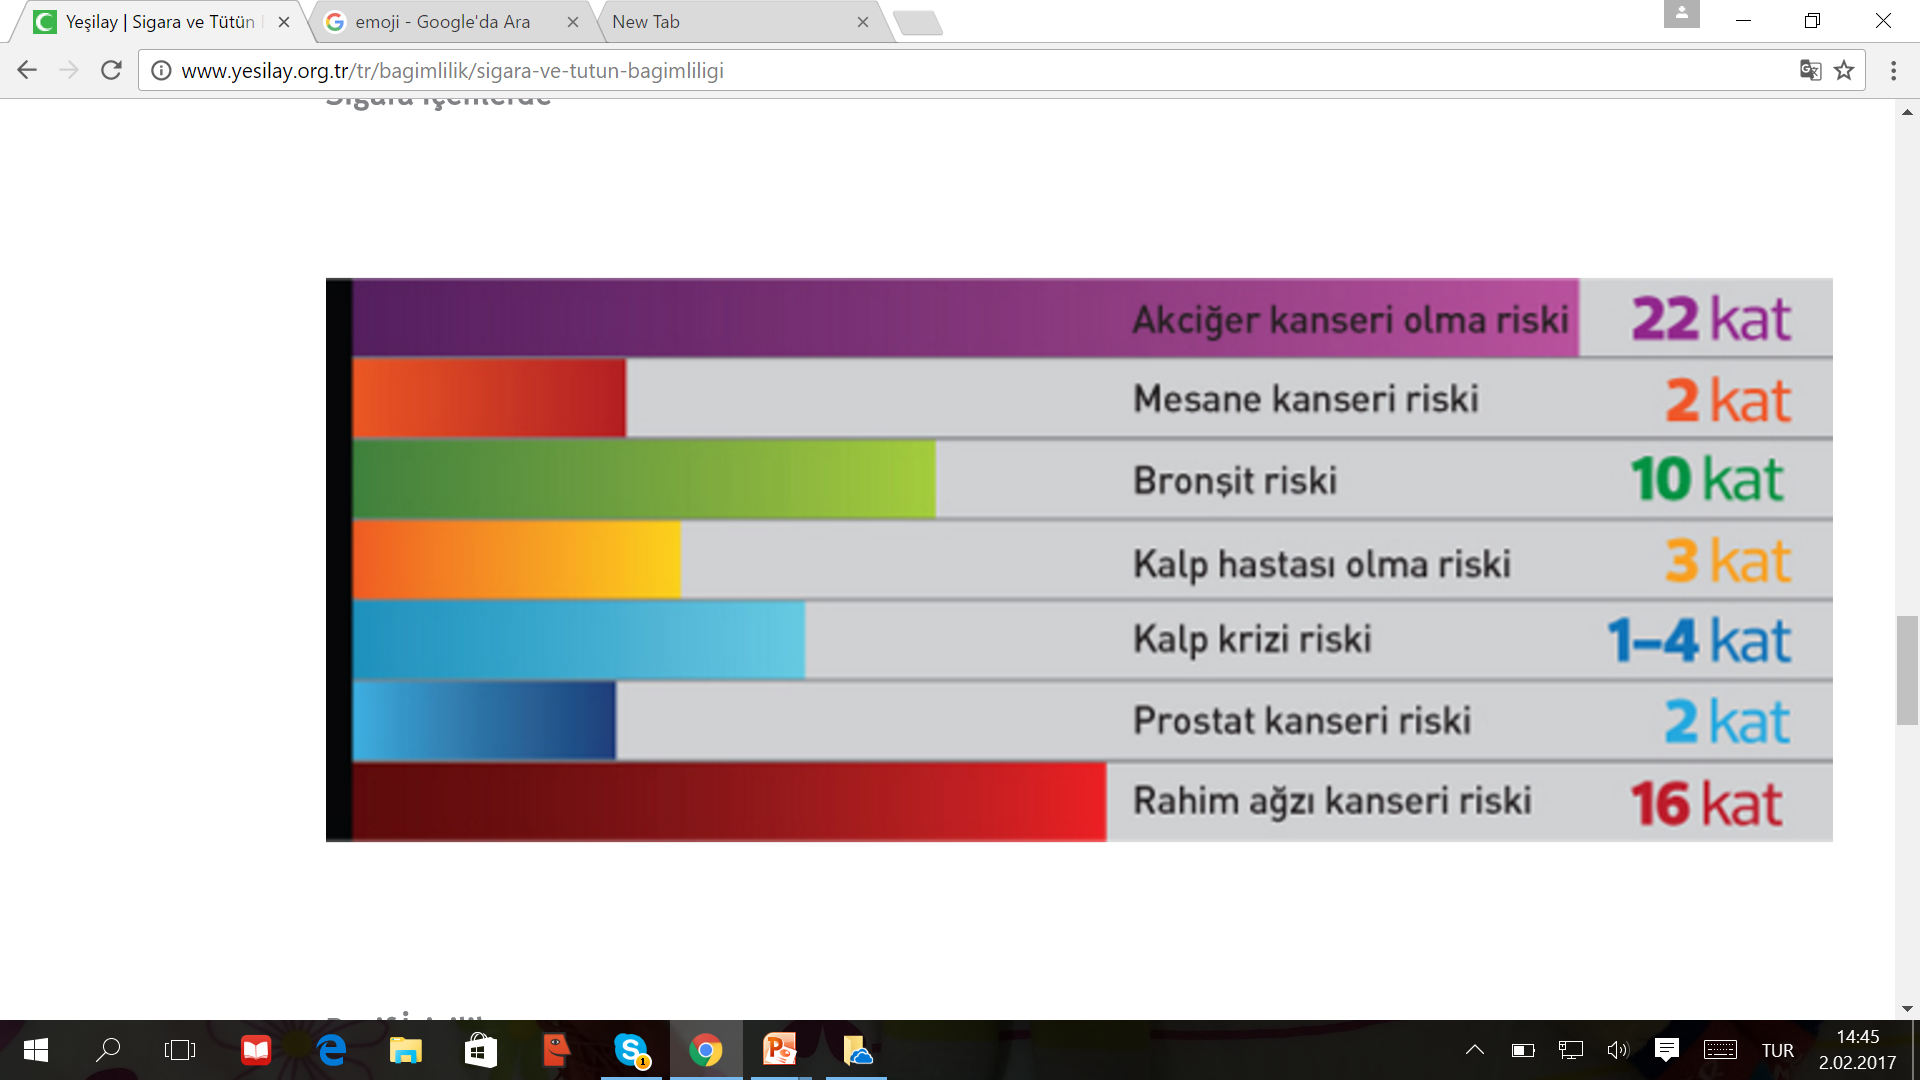 Yeşilay | Sigara ve Tütün
emoji - Google'da Ara
New Tab
www.yesilay.org.tr/tr/bagimlilik/sigara-ve-tutun-bagimliligi
Sigara İçenlerde
Akciğer kanseri olma riski 22 kat
Mesane kanseri riski 2 kat
Bronşit riski 10 kat
Kalp hastası olma riski 3 kat
Kalp krizi riski 1–4 kat
Prostat kanseri riski 2 kat
Rahim ağzı kanseri riski 16 kat
1
TUR
14:45
2.02.2017